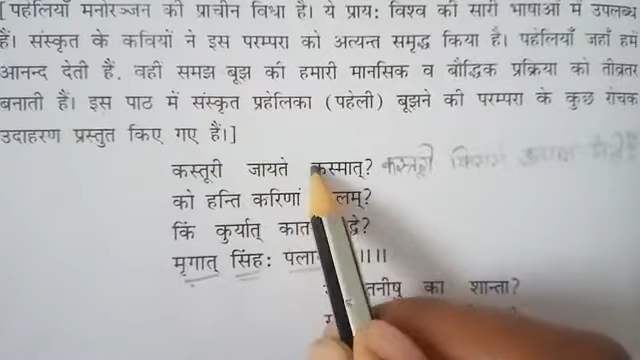 [पहेलियाँ मनोरञ्जन की प्राचीन विधा है। ये प्राय: विश्व की सारी भाषाओं में उपलब्ध
हैं। संस्कृत के कवियों ने इस परम्परा को अत्यन्त समृद्ध किया है। पहेलियाँ जहाँ हमें
आनन्द देती हैं, वहीं समझ बूझ की हमारी मानसिक व बौद्धिक प्रक्रिया को तीव्रतर
बनाती हैं। इस पाठ में संस्कृत प्रहेलिका (पहेली) बूझने की परम्परा के कुछ रोचक
उदाहरण प्रस्तुत किए गए हैं।]
कस्तूरी जायते कस्मात्? कस्तूरी
को हन्ति करिणां
किं कुर्यात्
मृगात् सिंह:
का शान्ता?